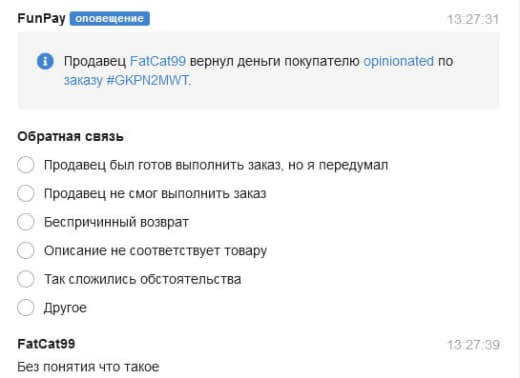 FunPay оповещение 13:27:31
Продавец FatCat99 вернул деньги покупателю opinionated по
заказу #GKPN2MWT.
Обратная связь
Продавец был готов выполнить заказ, но я передумал
Продавец не смог выполнить заказ
Беспричинный возврат
Описание не соответствует товару
Так сложились обстоятельства
Другое
FatCat99 13:27:39
Без понятия что такое